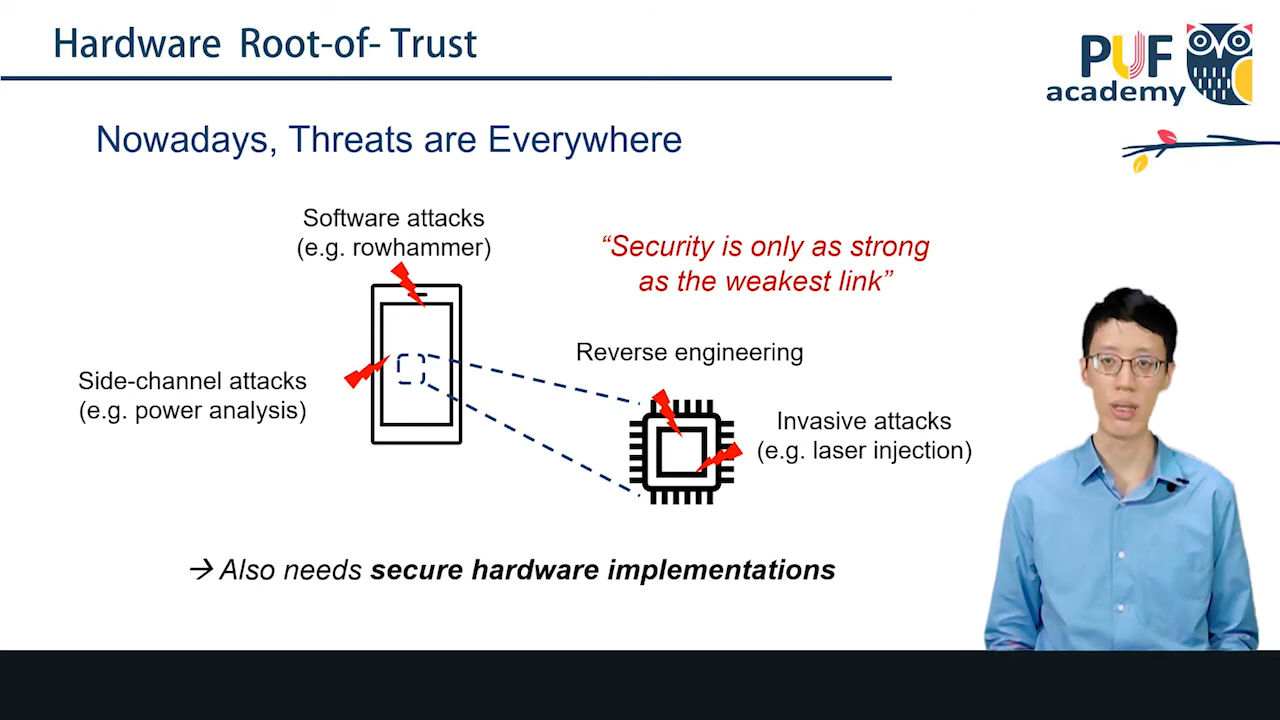 Hardware Root-of- Trust
PUF
academy
Nowadays, Threats are Everywhere
Software attacks
(e.g. rowhammer)
“Security is only as strong
as the weakest link”
Reverse engineering
Side-channel attacks
(e.g. power analysis)
Invasive attacks
(e.g. laser injection)
→ Also needs secure hardware implementations